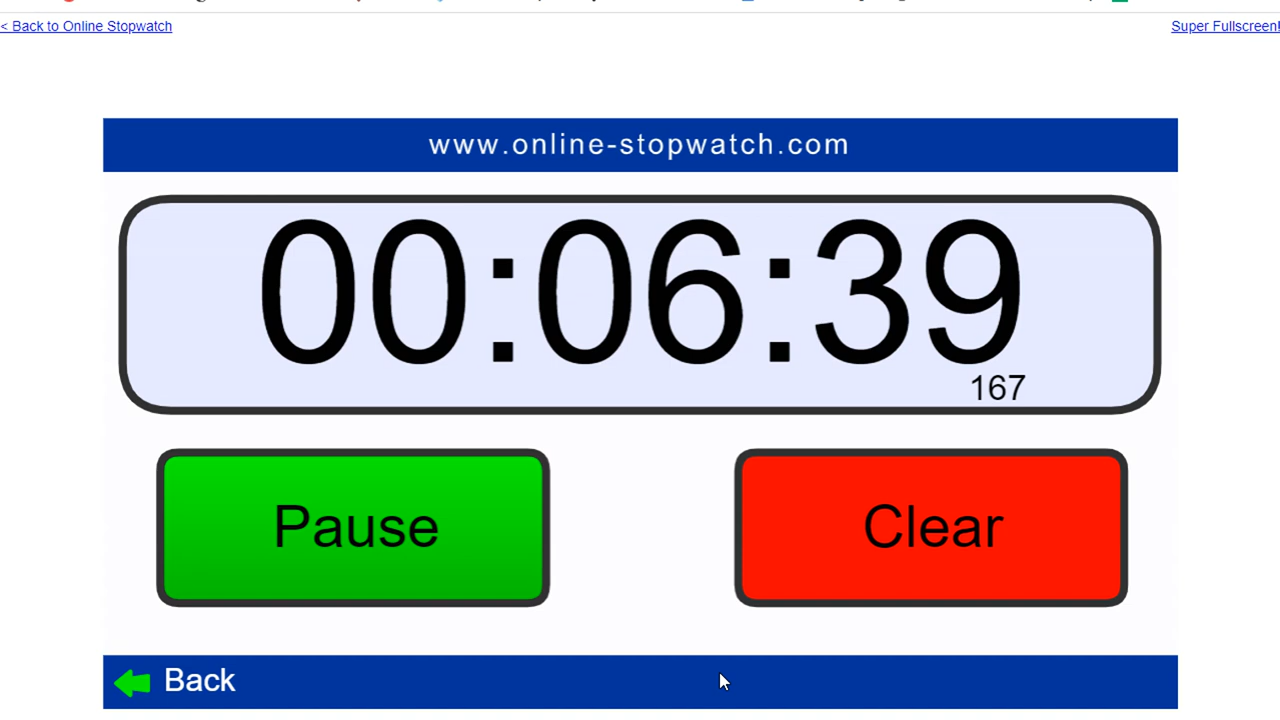 < Back to Online Stopwatch
Super Fullscreen!
www.online-stopwatch.com
00:06:39
167
Pause
Clear
Back